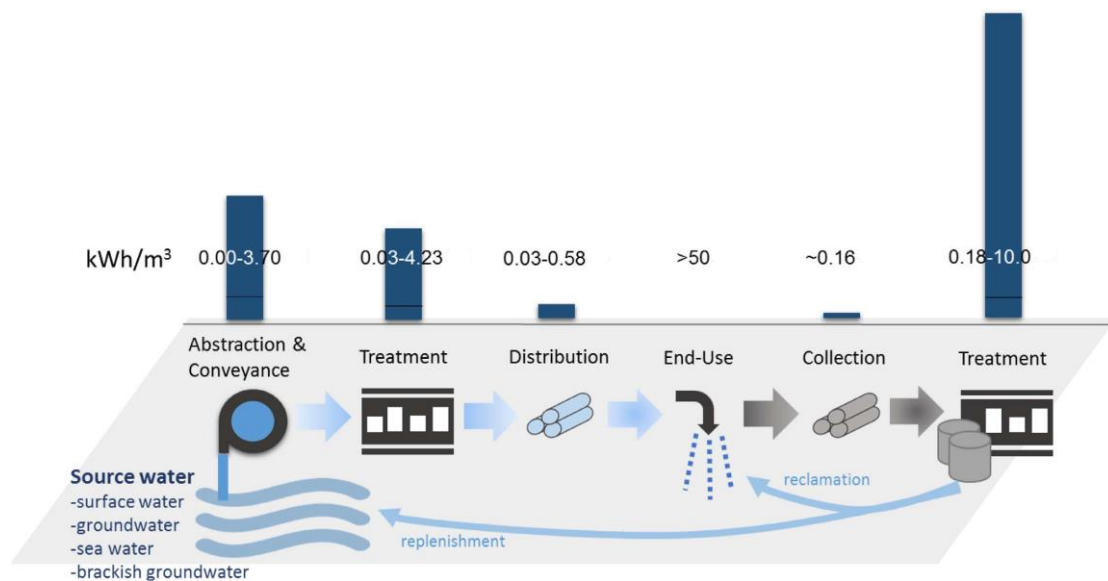 kWh/m³
0.00-3.70
0.03-4.23
0.03-0.58
>50
~0.16
0.18-10.0
Abstraction &
Conveyance
Treatment
Distribution
End-Use
Collection
Treatment
Source water
-surface water
-groundwater
-sea water
-brackish groundwater
reclamation
replenishment